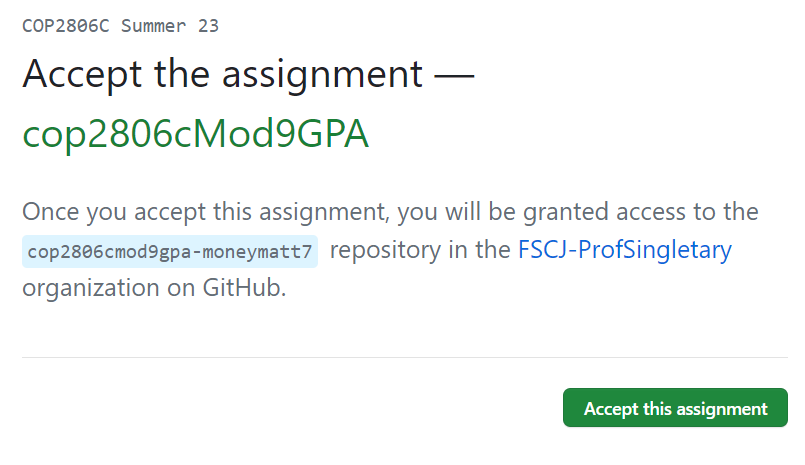 COP2806C Summer 23
Accept the assignment —
cop2806cMod9GPA
Once you accept this assignment, you will be granted access to the
cop2806cmod9gpa-moneymatt7 repository in the FSCJ-ProfSingletary
organization on GitHub.
Accept this assignment